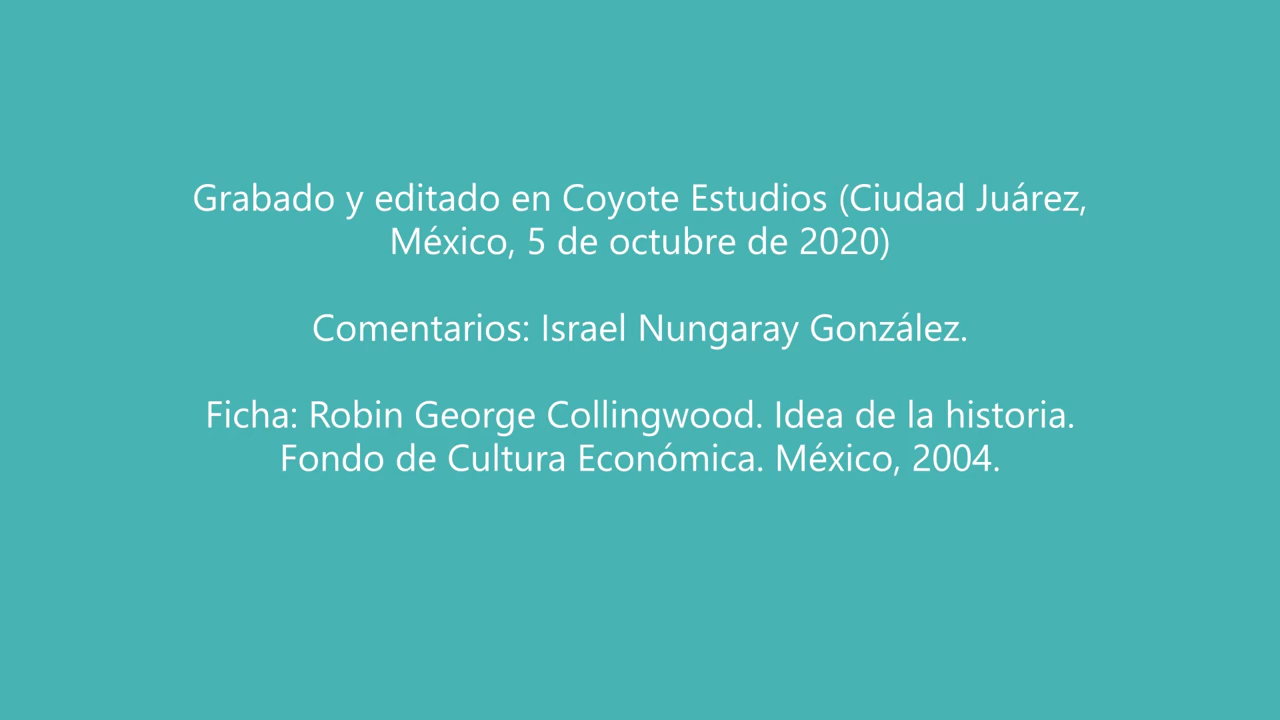 Grabado y editado en Coyote Estudios (Ciudad Juárez,
México, 5 de octubre de 2020)
Comentarios: Israel Nungaray González.
Ficha: Robin George Collingwood. Idea de la historia.
Fondo de Cultura Económica. México, 2004.